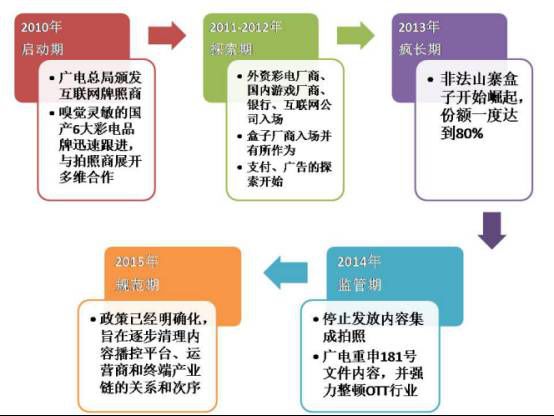 2010年
启动期
• 广电总局颁发
互联网牌照商
• 嗅觉灵敏的国
产6大彩电品
牌迅速跟进，
与拍照商展开
多维合作
2011-2012年
探索期
• 外资彩电厂商、
国内游戏厂商、
银行、互联网公
司入场
• 盒子厂商入场并
有所作为
• 支付、广告的探
索开始
2013年
疯长期
• 非法山寨盒
子开始崛起，
份额一度达
到80%
2014年
监管期
• 停止发放内容集
成拍照
• 广电重申181号
文件内容，并强
力整顿OTT行业
2015年
规范期
• 政策已经明确化，
旨在逐步清理内
容播控平台、运
营商和终端产业
链的关系和次序